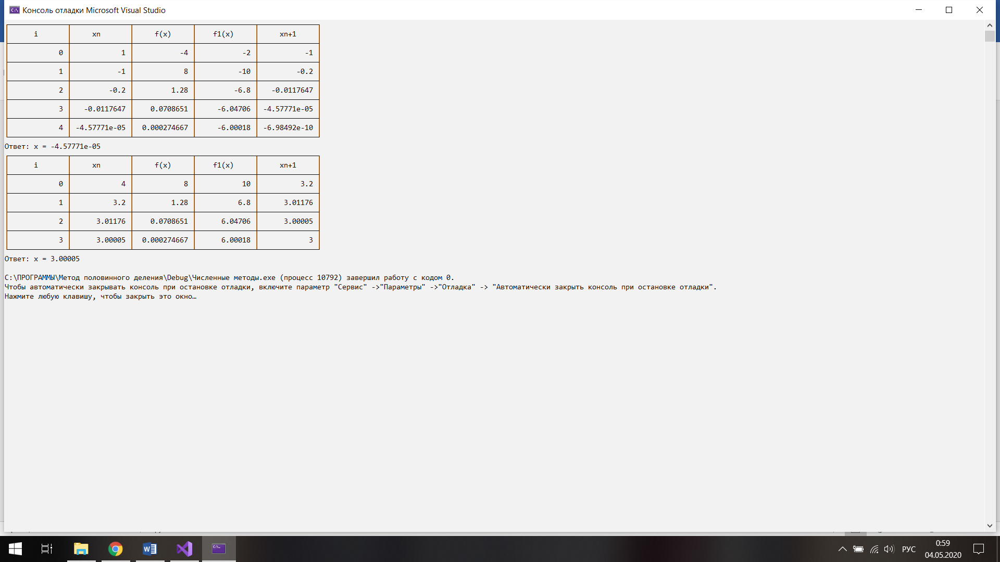 Консоль отладки Microsoft Visual Studio
i xn f(x) f1(x) xn+1
0 1 -4 -2 -1
1 -1 8 -10 -0.2
2 -0.2 1.28 -6.8 -0.0117647
3 -0.0117647 0.0708651 -6.04706 -4.57771e-05
4 -4.57771e-05 0.000274667 -6.00018 -6.98492e-10
Ответ: x = -4.57771e-05
i xn f(x) f1(x) xn+1
0 4 8 10 3.2
1 3.2 1.28 6.8 3.01176
2 3.01176 0.0708651 6.04706 3.00005
3 3.00005 0.000274667 6.00018 3
Ответ: x = 3.00005
C:\ПРОГРАММЫ\Метод половинного деления\Debug\Численные методы.exe (процесс 10792) завершил работу с кодом 0.
Чтобы автоматически закрывать консоль при остановке отладки, включите параметр "Сервис" ->"Параметры" ->"Отладка" -> "Автоматически закрыть консоль при остановке отладки".
Нажмите любую клавишу, чтобы закрыть это окно…
РУС
0:59
04.05.2020